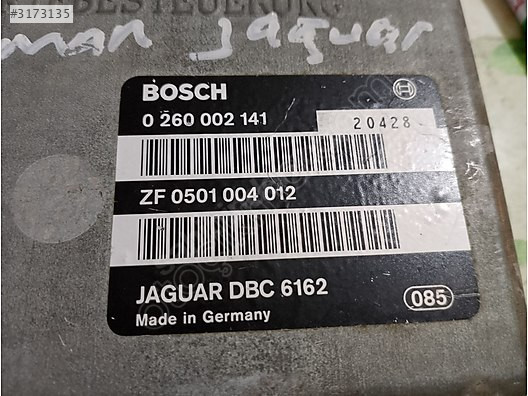 #3173135
BESTEUERUNG
jaguar
BOSCH
0 260 002 141
20428
ZF 0501 004 012
JAGUAR DBC 6162
085
Made in Germany